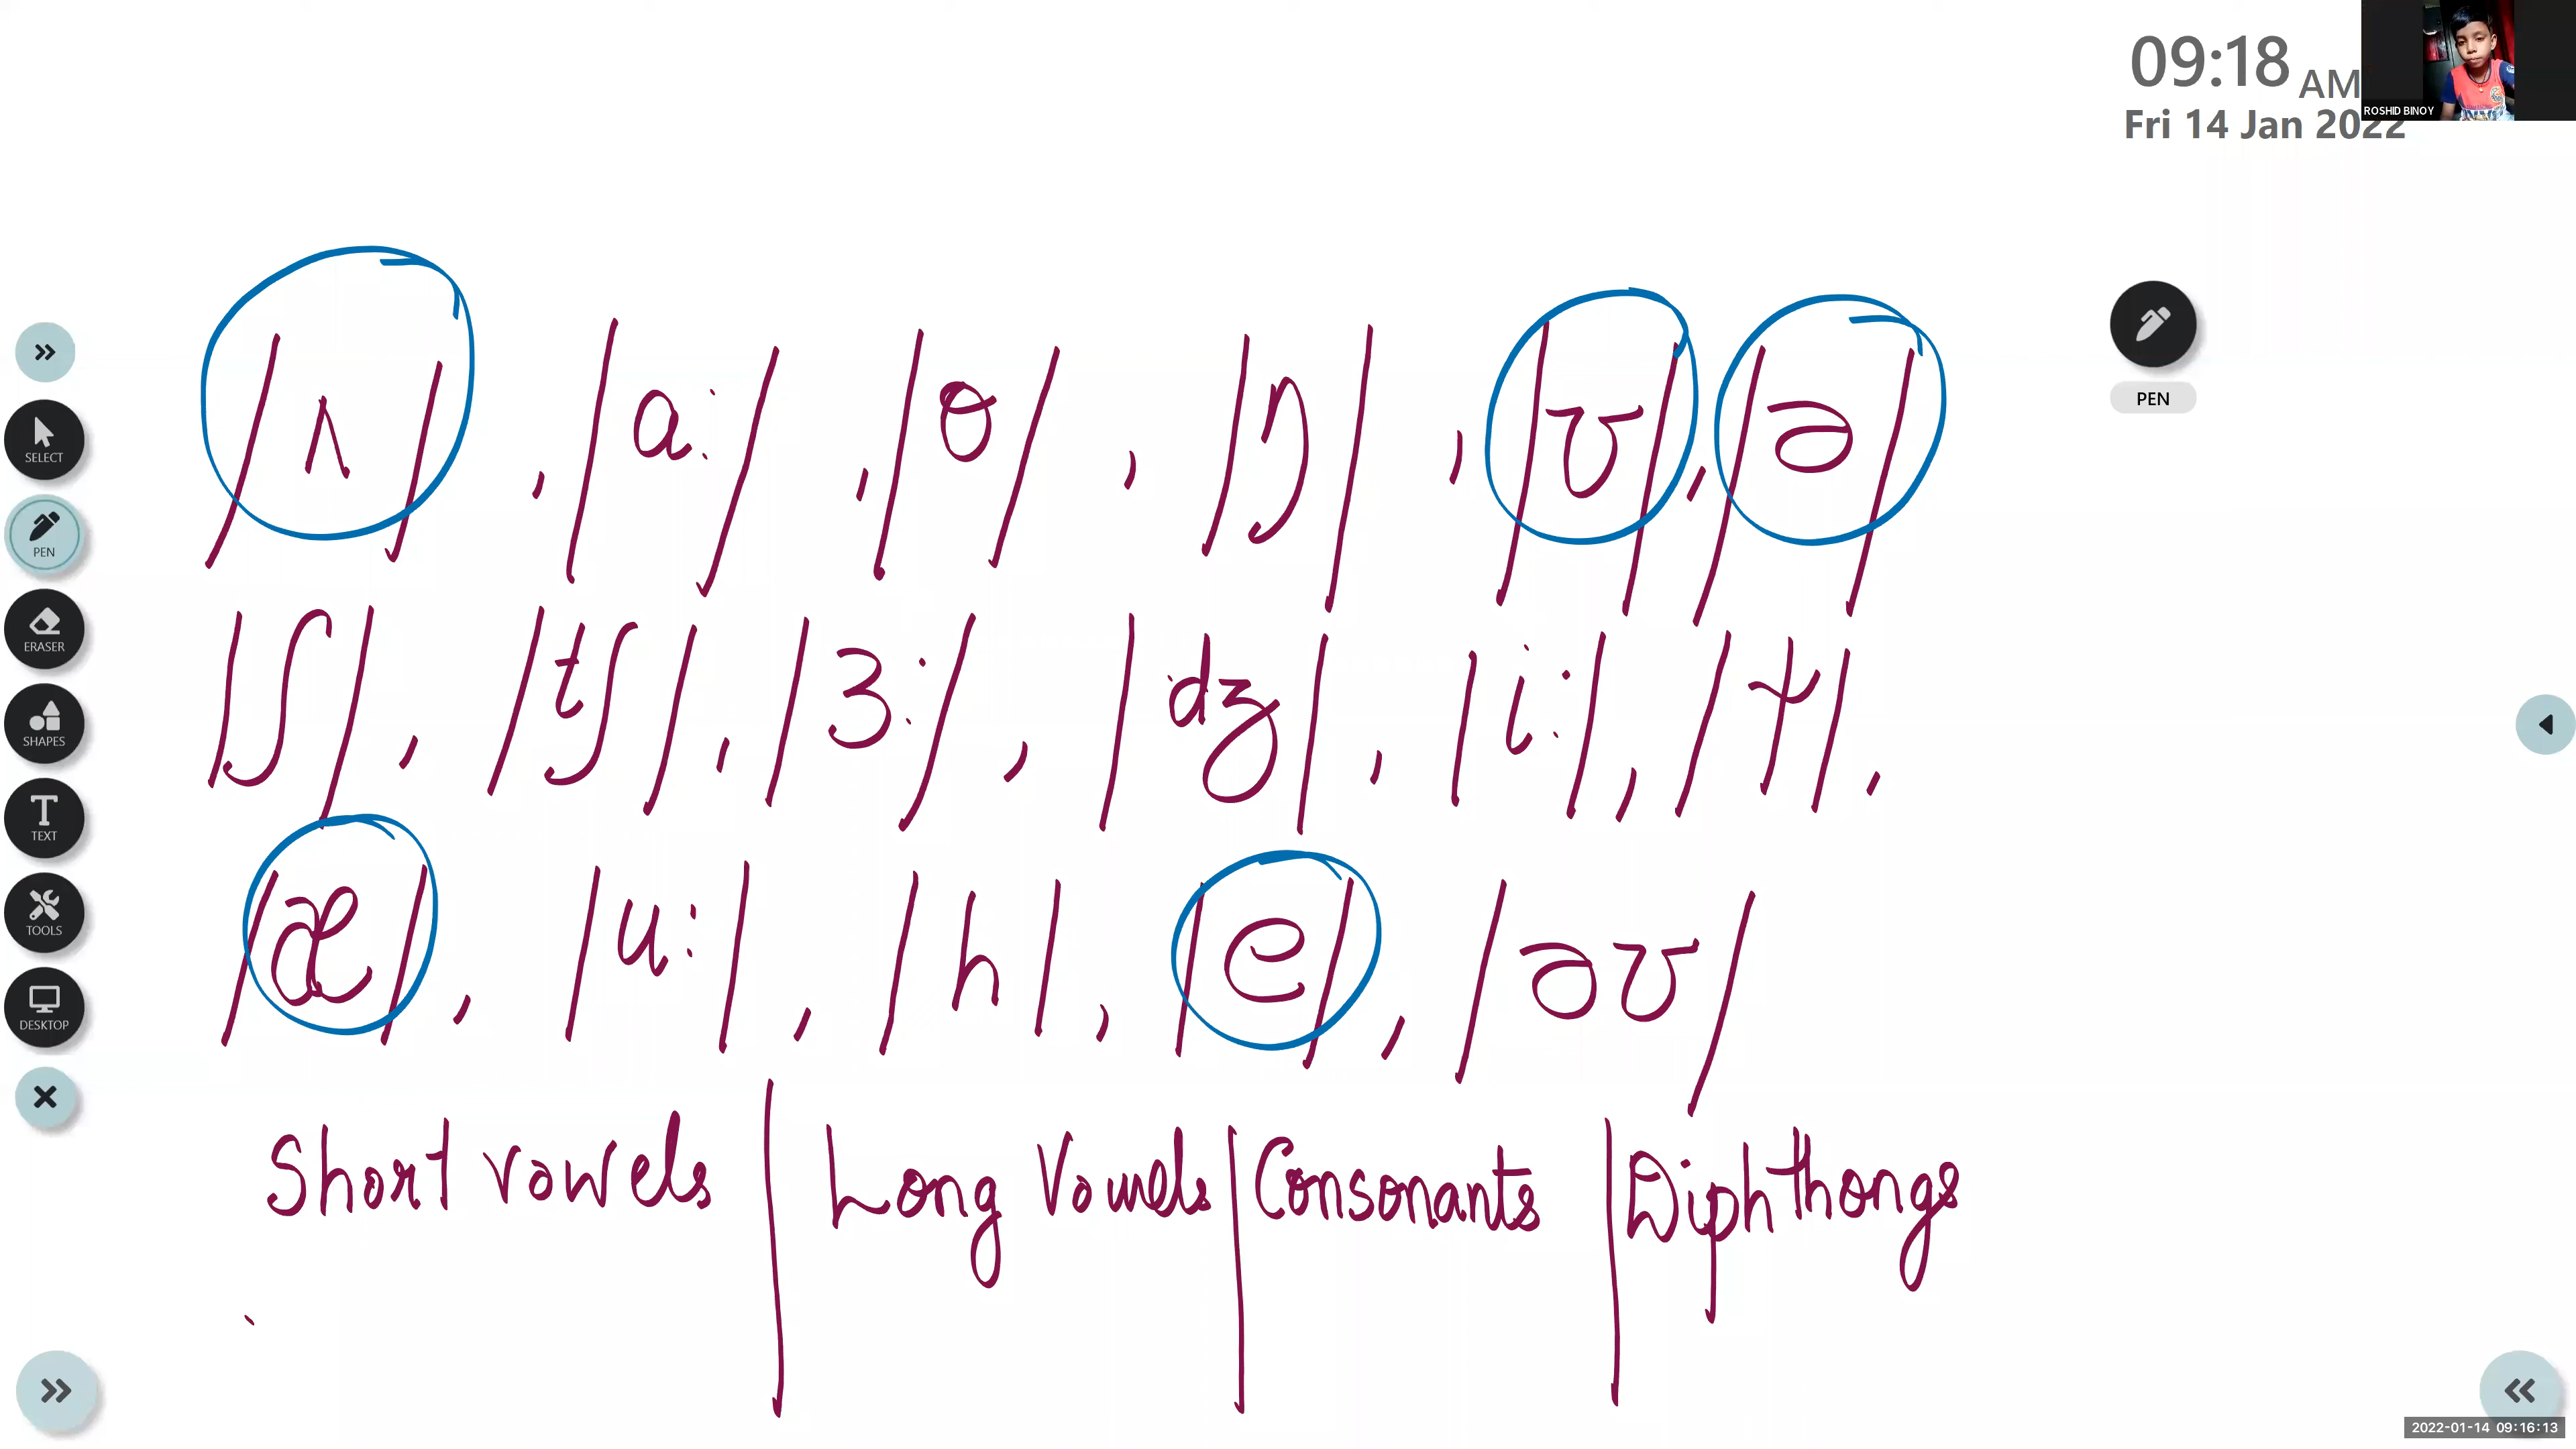 09:18 AM
Fri 14 Jan 2022
ROSHID BINOY
/ʌ/ , /a:/ , /θ/ , /ŋ/ , /ʊ/ , /ə/
/ʃ/ , /tʃ/ , /3:/ , /dʒ/ , /i:/ , /t/ ,
/æ/ , /u:/ , /h/ , /e/ , /əʊ/
Short vowels | Long Vowels | Consonants | Diphthongs
SELECT
PEN
ERASER
SHAPES
TEXT
TOOLS
DESKTOP
PEN
2022-01-14 09:16:13